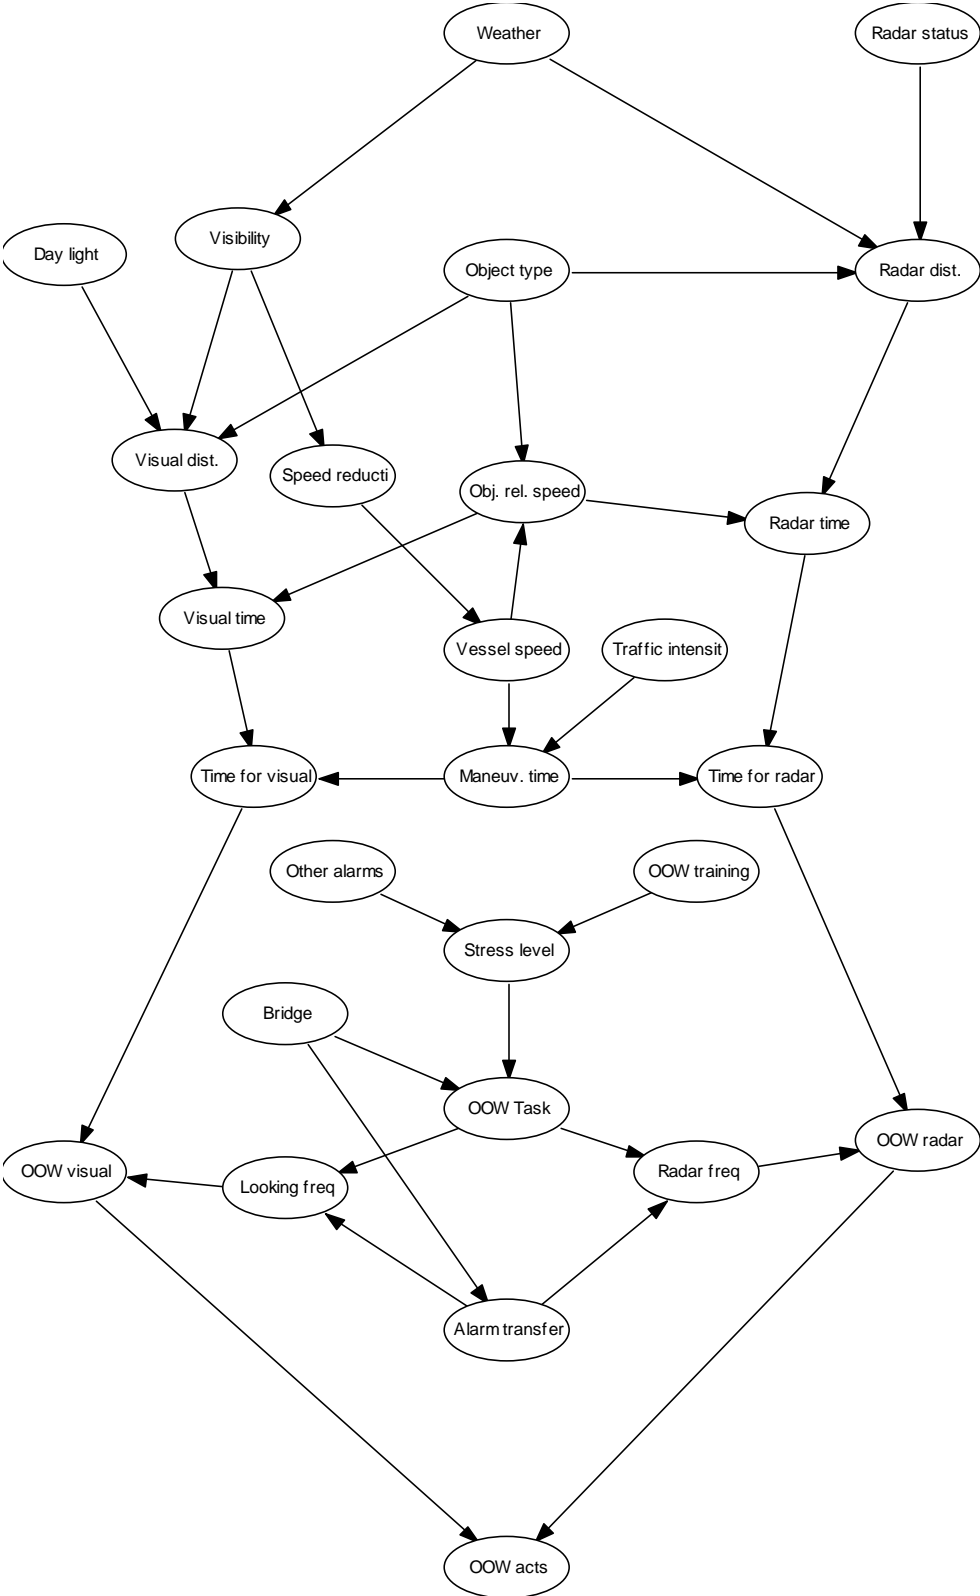 Weather
Radar status
Visibility
Day light
Object type
Radar dist.
Visual dist.
Speed reducti
Obj. rel. speed
Radar time
Visual time
Vessel speed
Traffic intensit
Time for visual
Maneuv. time
Time for radar
Other alarms
OOW training
Stress level
Bridge
OOW Task
OOW radar
OOW visual
Looking freq
Radar freq
Alarm transfer
OOW acts